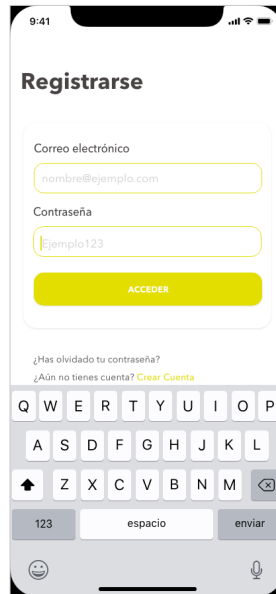 9:41
Registrarse
Correo electrónico
nombre@ejemplo.com
Contraseña
Ejemplo123
ACCEDER
¿Has olvidado tu contraseña?
¿Aún no tienes cuenta? Crear Cuenta
Q W E R T Y U I O P
A S D F G H J K L
Z X C V B N M
123 espacio enviar